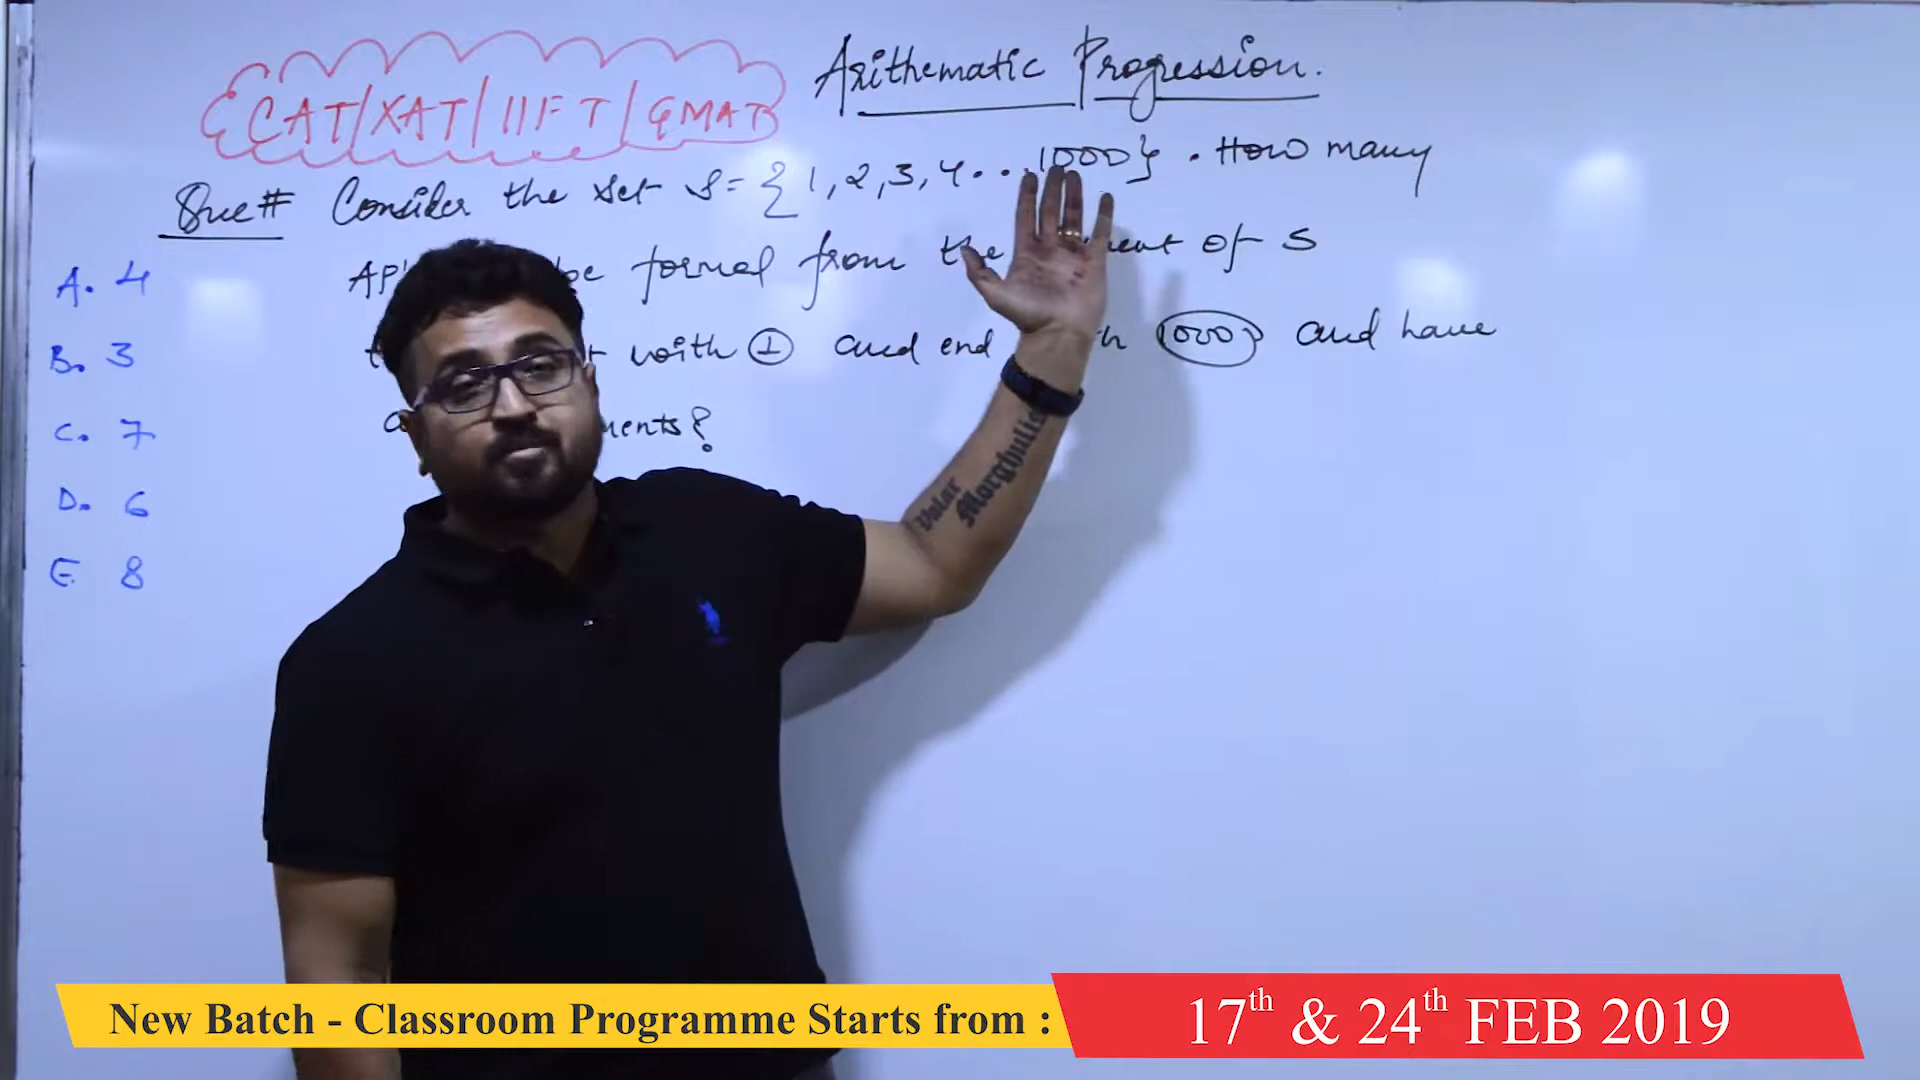 Arithematic Progression.
CAT/XAT/IIFT/GMAT
Que# Consider the set S = { 1, 2, 3, 4 . . . 1000} . How many
AP' be formed from the of S
with 1 and end 1000 and have
?
A. 4
B. 3
C. 7
D. 6
E. 8
Valar
Morghulis
New Batch - Classroom Programme Starts from :
17th & 24th FEB 2019